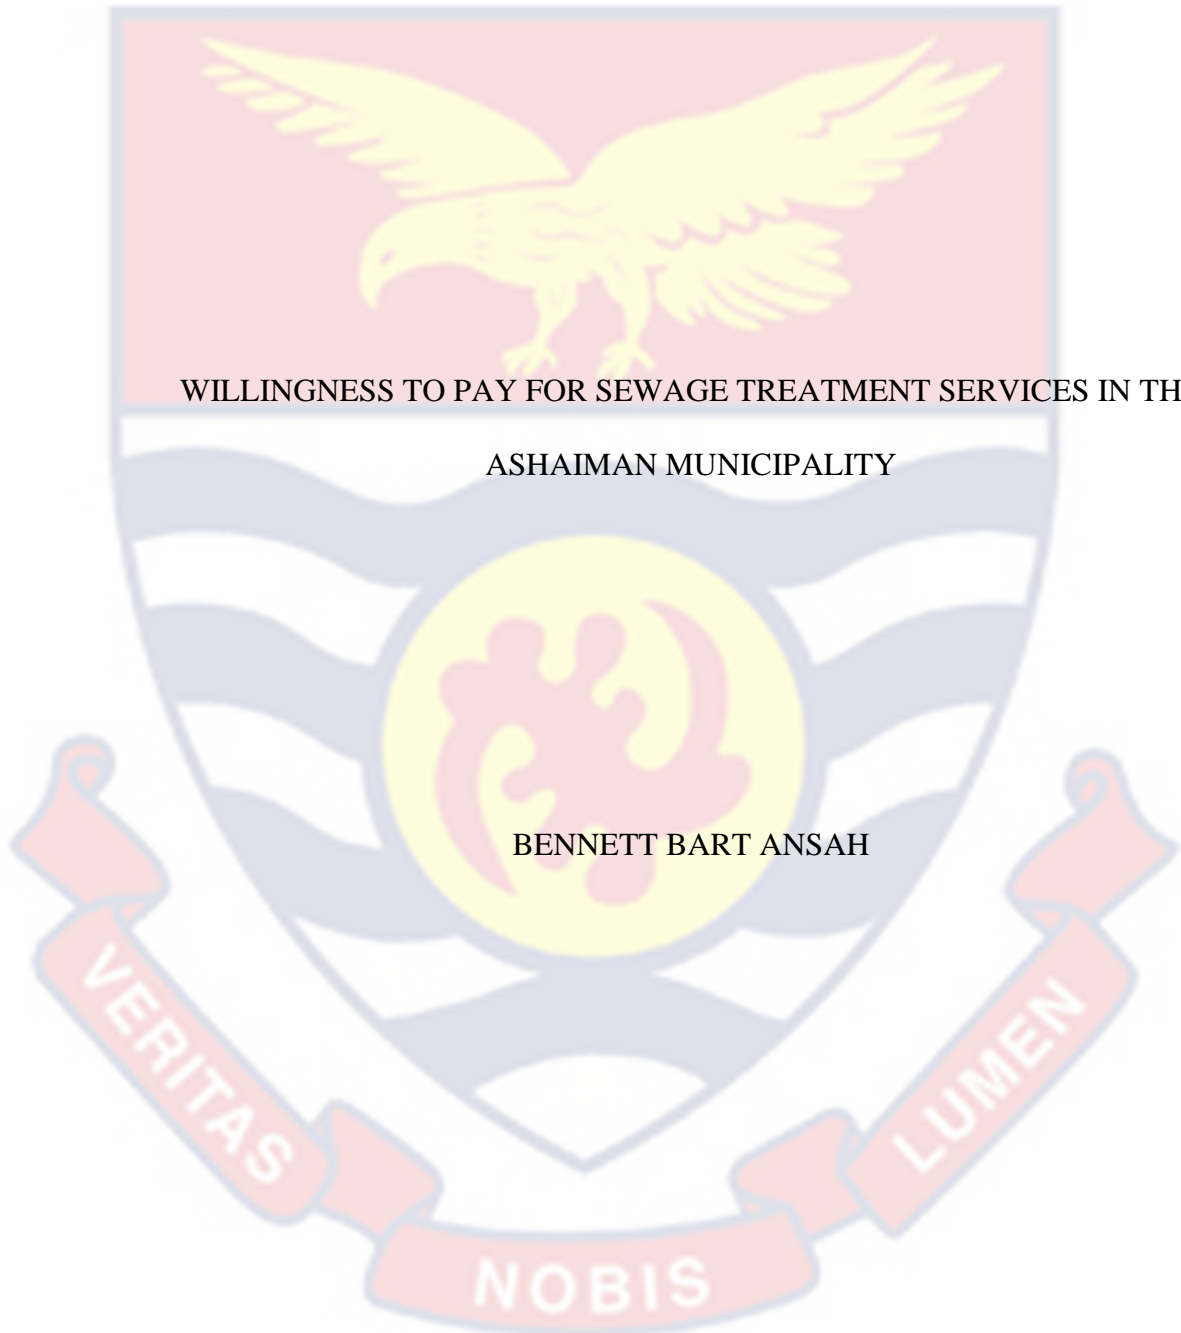 WILLINGNESS TO PAY FOR SEWAGE TREATMENT SERVICES IN TH
ASHAIMAN MUNICIPALITY
BENNETT BART ANSAH
VERITAS
NOBIS
LUMEN